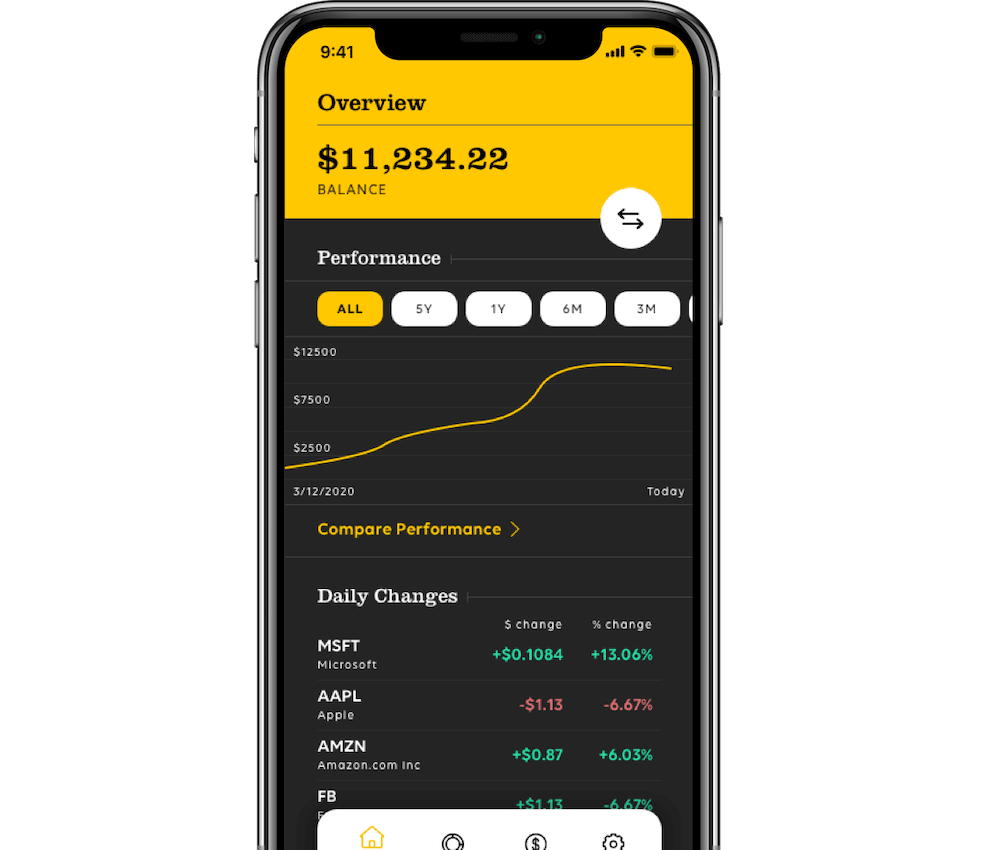 9:41
Overview
$11,234.22
BALANCE
Performance
ALL 5Y 1Y 6M 3M
$12500
$7500
$2500
3/12/2020 Today
Compare Performance
Daily Changes
$ change % change
MSFT
Microsoft
+$0.1084 +13.06%
AAPL
Apple
-$1.13 -6.67%
AMZN
Amazon.com Inc
+$0.87 +6.03%
FB
+$1.13 -6.67%